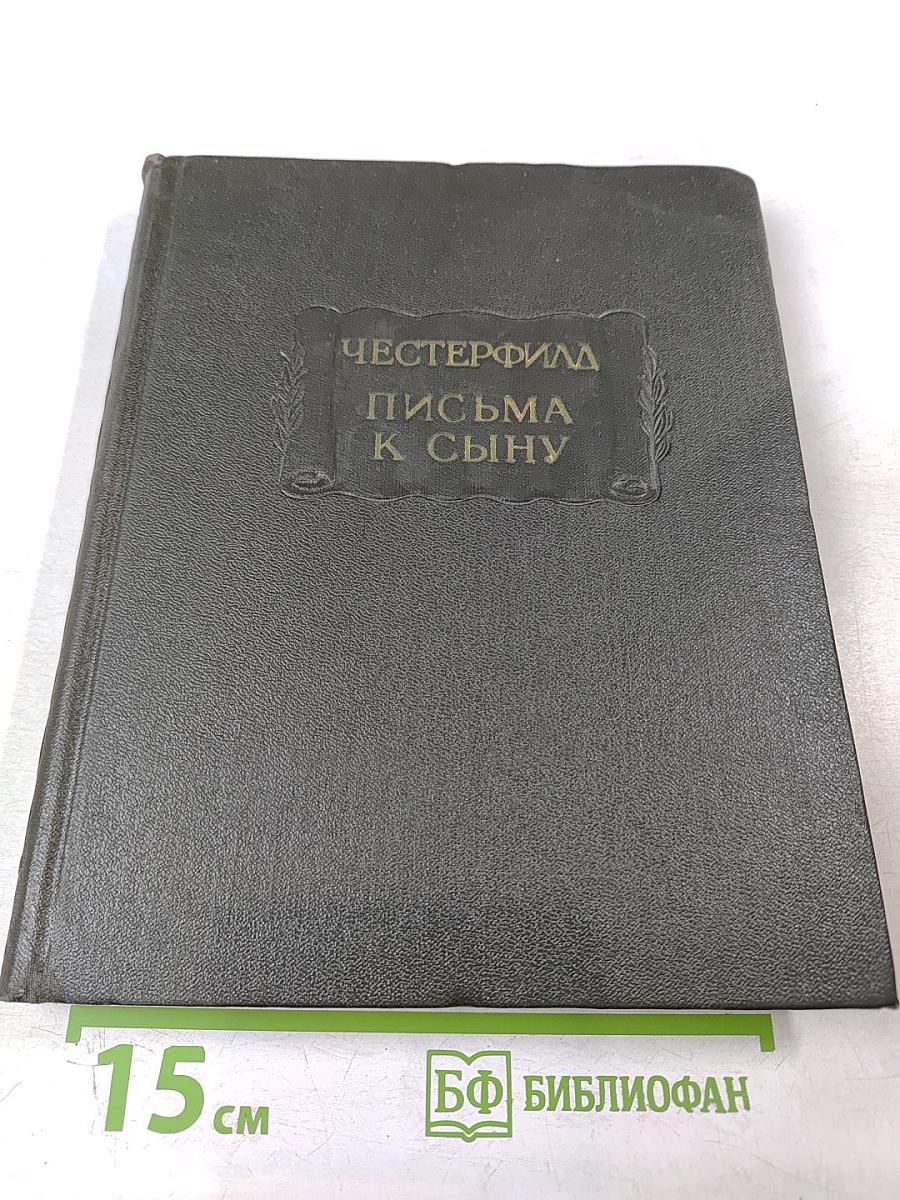 ЧЕСТЕРФИЛД
ПИСЬМА
К СЫНУ
15 см
БФ БИБЛИОФАН